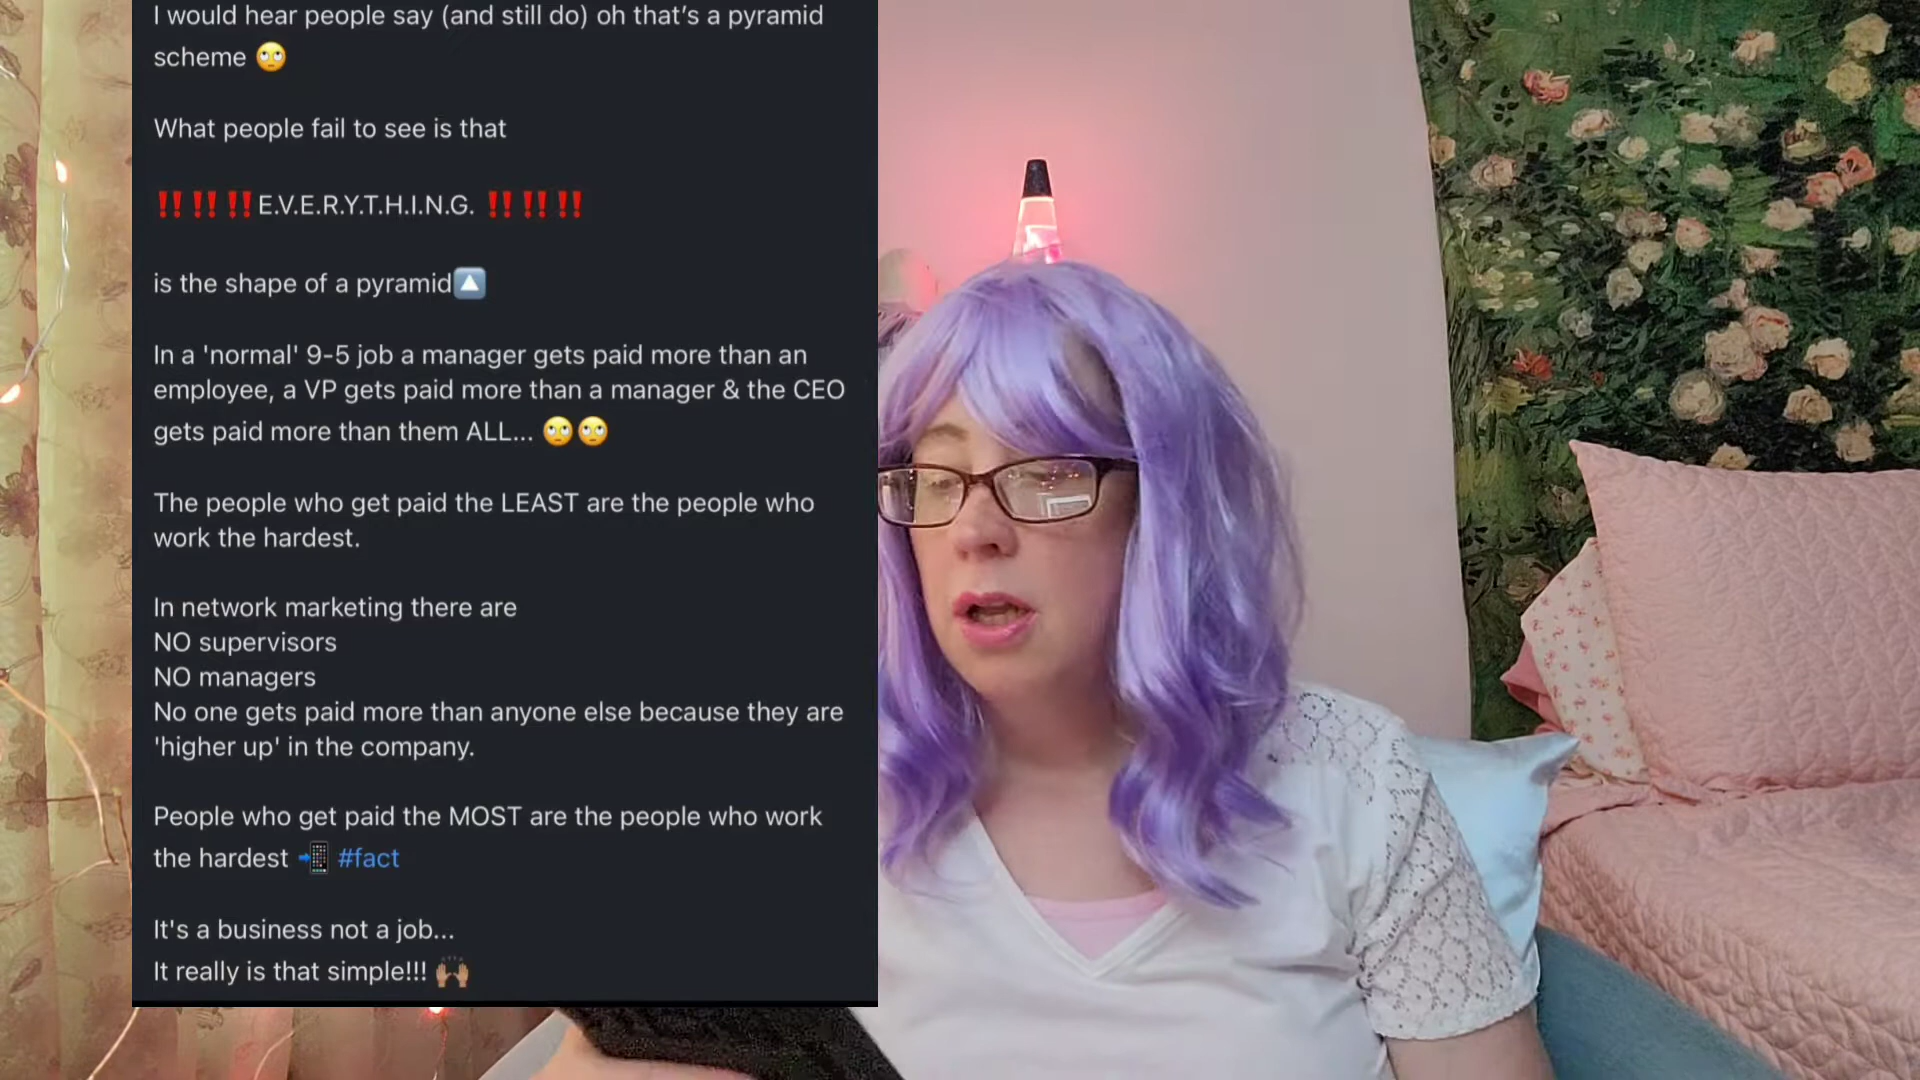 I would hear people say (and still do) oh that's a pyramid
scheme 🙄
What people fail to see is that
‼️‼️‼️E.V.E.R.Y.T.H.I.N.G. ‼️‼️‼️
is the shape of a pyramid🔼
In a 'normal' 9-5 job a manager gets paid more than an
employee, a VP gets paid more than a manager & the CEO
gets paid more than them ALL... 🙄🙄
The people who get paid the LEAST are the people who
work the hardest.
In network marketing there are
NO supervisors
NO managers
No one gets paid more than anyone else because they are
'higher up' in the company.
People who get paid the MOST are the people who work
the hardest 📲 #fact
It's a business not a job...
It really is that simple!!! 🙌🏽